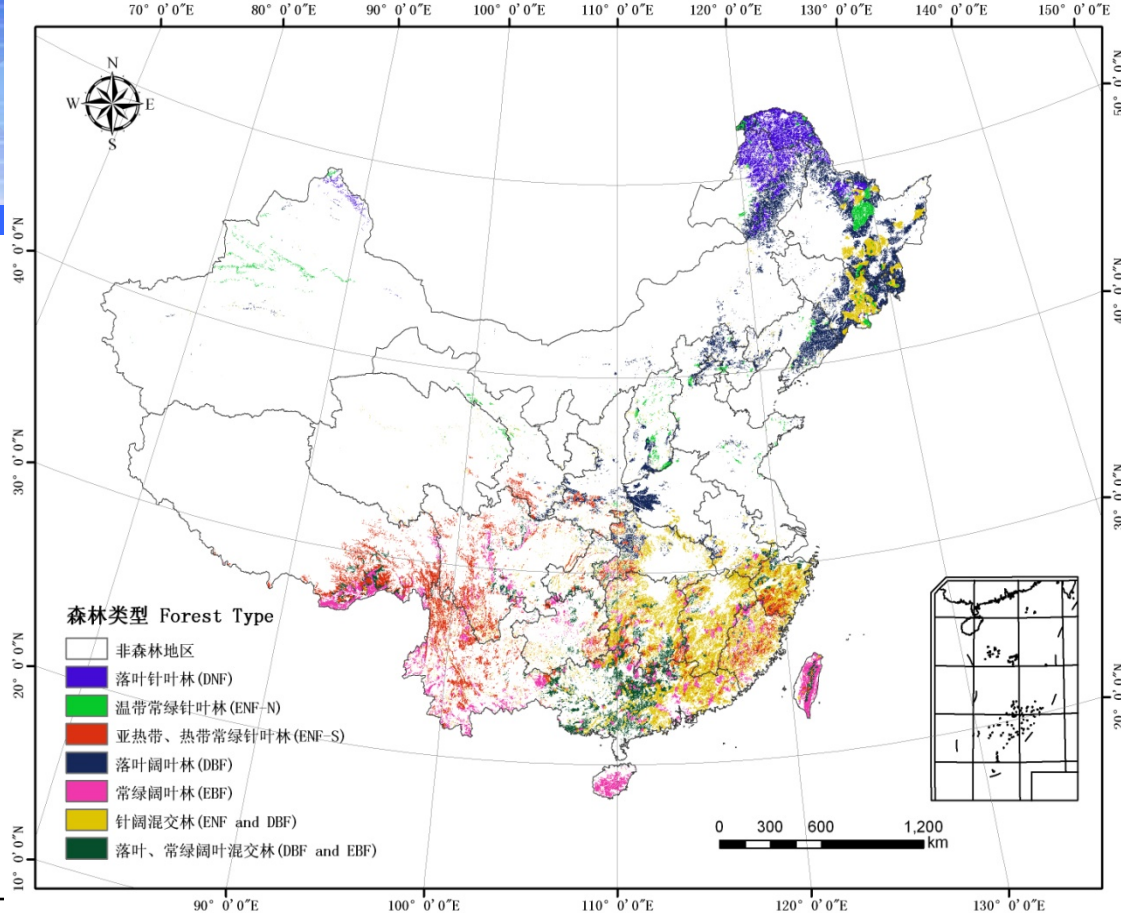 70° 0′0″E 80° 0′0″E 90° 0′0″E 100° 0′0″E 110° 0′0″E 120° 0′0″E 130° 0′0″E 140° 0′0″E 150° 0′0″E
N
W E
S
50° 0′0″N
40° 0′0″N
30° 0′0″N
20° 0′0″N
0° 0′0″N
30° 0′0″N
20° 0′0″N
10° 0′0″N
森林类型 Forest Type
非森林地区
落叶针叶林(DNF)
温带常绿针叶林(ENF-N)
亚热带、热带常绿针叶林(ENF-S)
落叶阔叶林(DBF)
常绿阔叶林(EBF)
针阔混交林(ENF and DBF)
落叶、常绿阔叶混交林(DBF and EBF)
0 300 600 1,200
km
90° 0′0″E 100° 0′0″E 110° 0′0″E 120° 0′0″E 130° 0′0″E